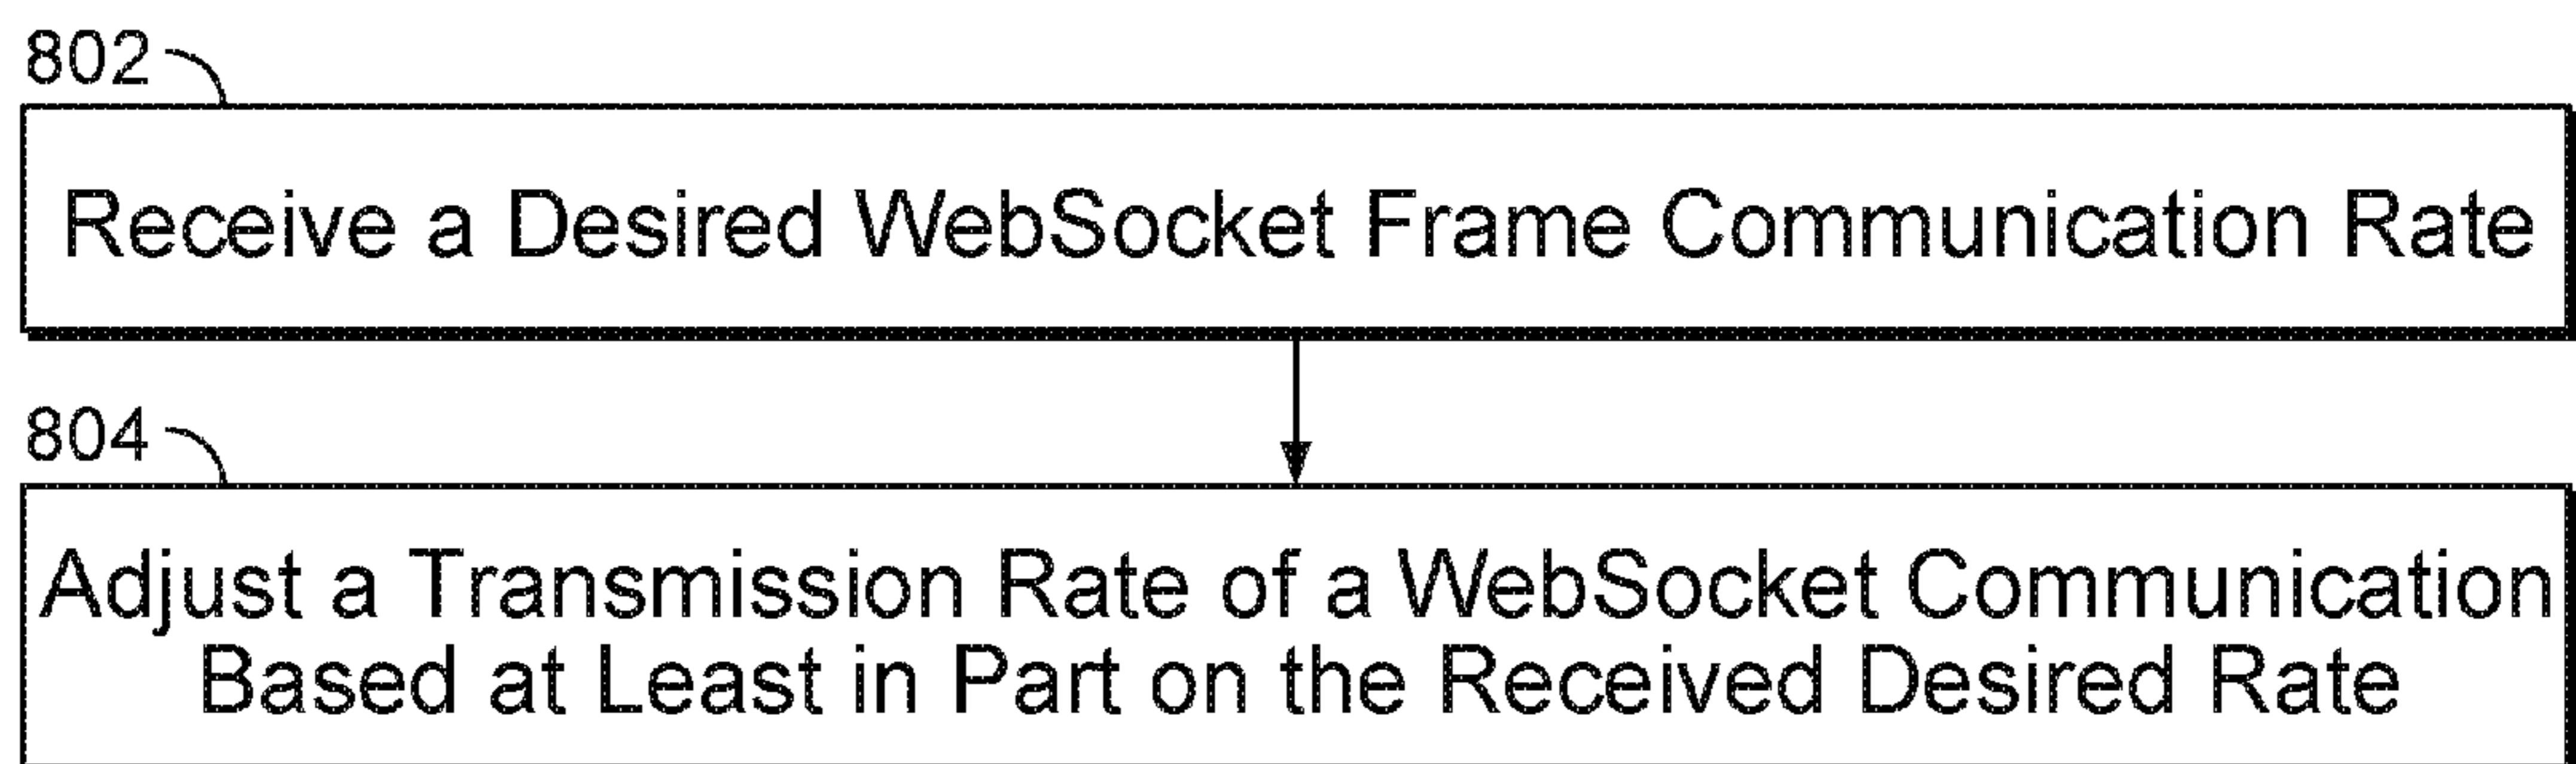 802
Receive a Desired WebSocket Frame Communication Rate
804
Adjust a Transmission Rate of a WebSocket Communication
Based at Least in Part on the Received Desired Rate